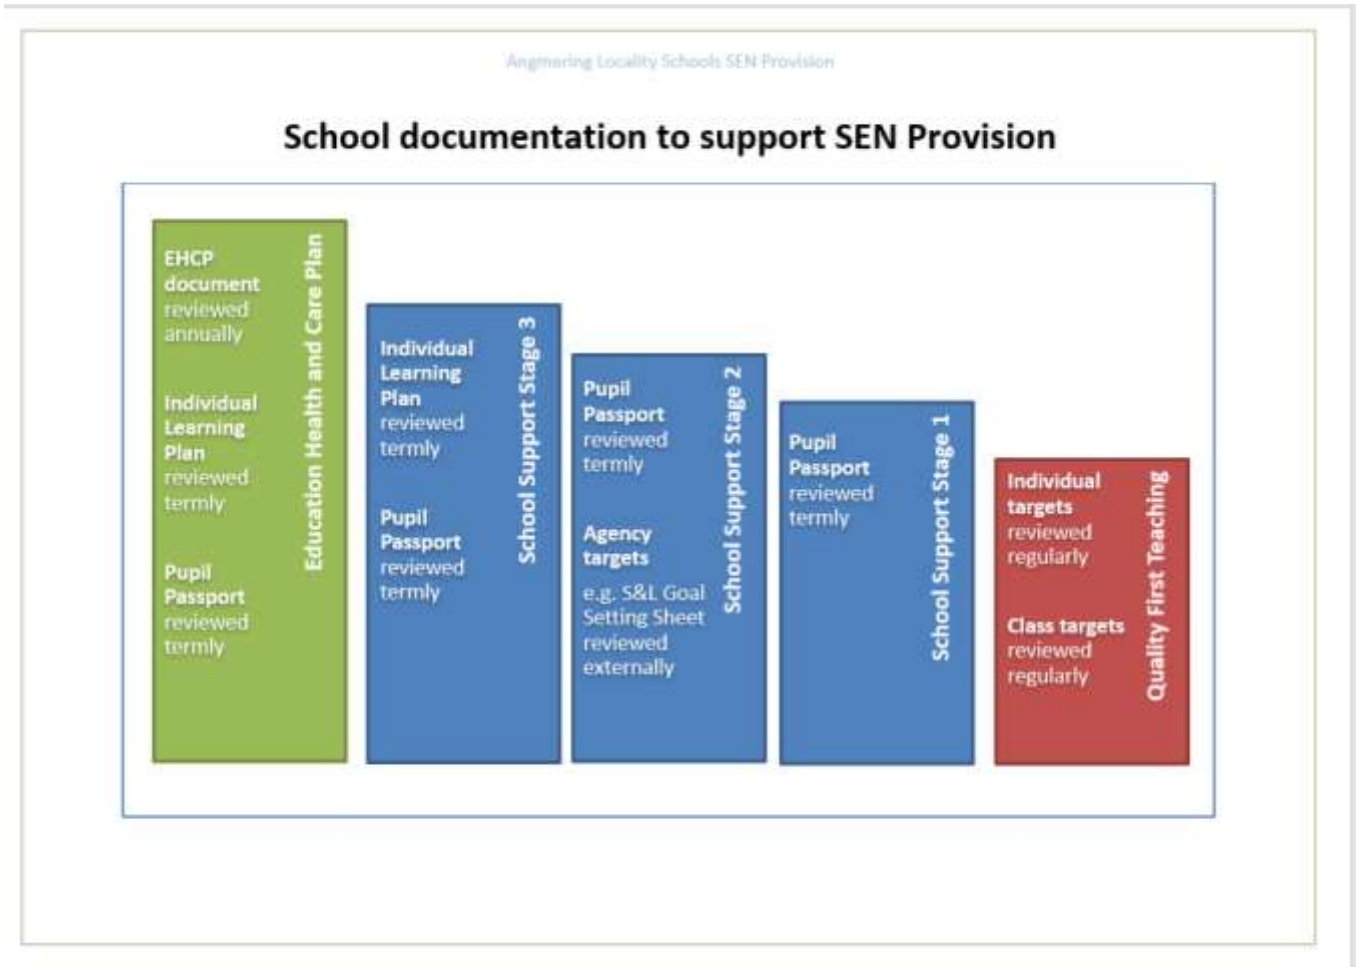 Angmering Locality Schools SEN Provision
School documentation to support SEN Provision
EHCP
document
reviewed
annually
Individual
Learning
Plan
reviewed
termly
Pupil
Passport
reviewed
termly
Education Health and Care Plan
Individual
Learning
Plan
reviewed
termly
Pupil
Passport
reviewed
termly
School Support Stage 3
Pupil
Passport
reviewed
termly
Agency
targets
e.g. S&L Goal
Setting Sheet
reviewed
externally
School Support Stage 2
Pupil
Passport
reviewed
termly
School Support Stage 1
Individual
targets
reviewed
regularly
Class targets
reviewed
regularly
Quality First Teaching